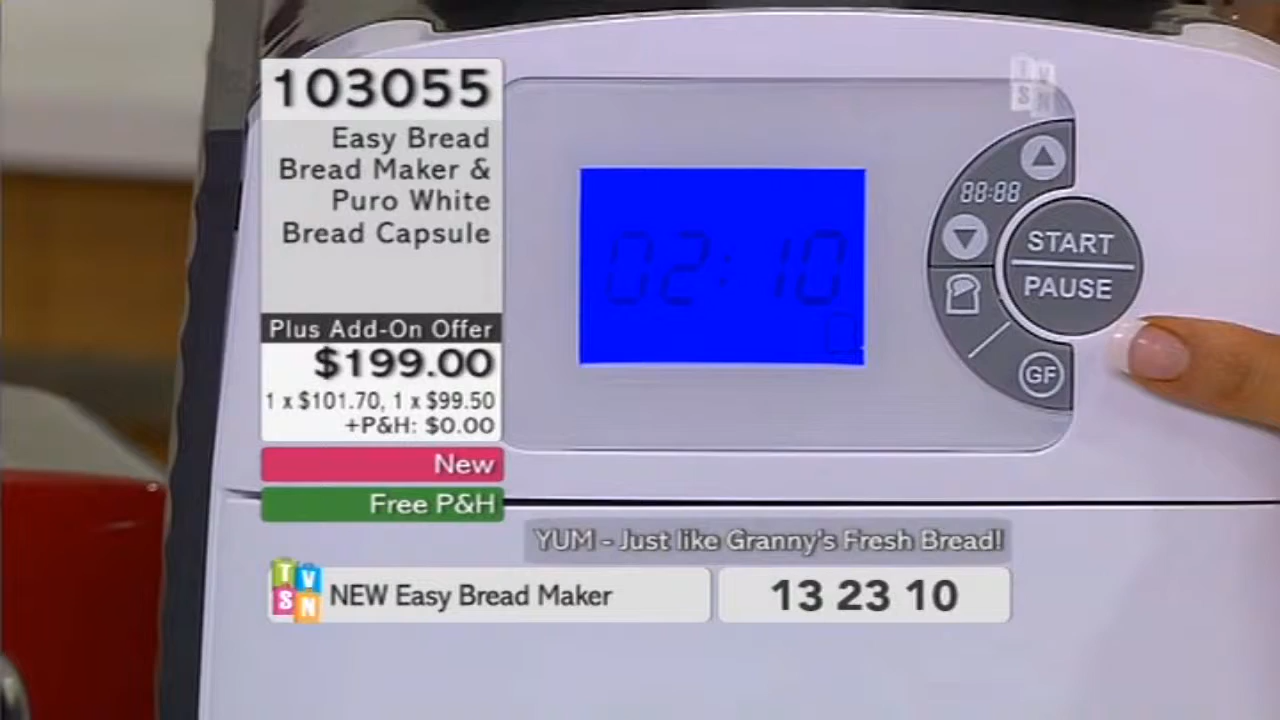 103055
Easy Bread
Bread Maker &
Puro White
Bread Capsule
Plus Add-On Offer
$199.00
1 x $101.70, 1 x $99.50
+P&H: $0.00
New
Free P&H
TVSN
02:10
88:88
START
PAUSE
GF
YUM - Just like Granny's Fresh Bread!
TVSN
NEW Easy Bread Maker
13 23 10